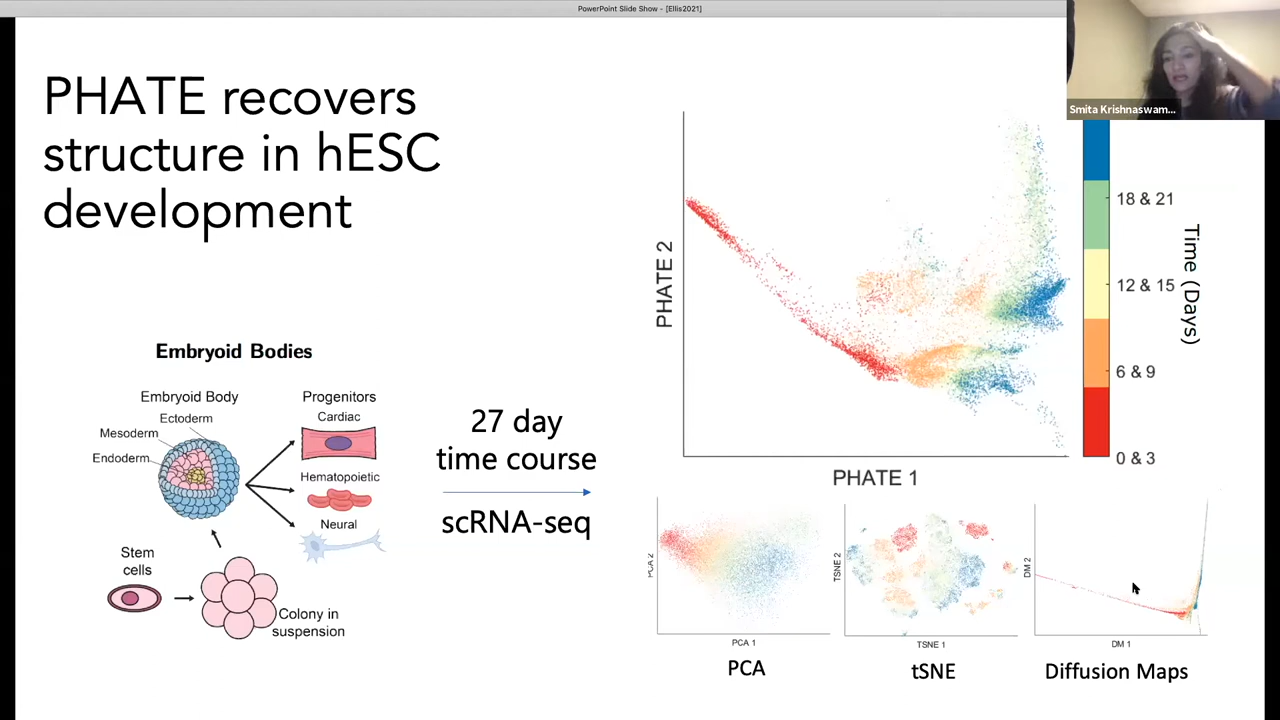 PowerPoint Slide Show - [Ellis2021]
Smita Krishnaswam...
PHATE recovers
structure in hESC
development
Embryoid Bodies
Embryoid Body
Ectoderm
Mesoderm
Endoderm
Progenitors
Cardiac
Hematopoietic
Neural
Stem
cells
Colony in
suspension
27 day
time course
scRNA-seq
PHATE 2
PHATE 1
18 & 21
12 & 15
6 & 9
0 & 3
Time (Days)
PCA 2
PCA 1
PCA
TSNE 2
TSNE 1
tSNE
DM 2
DM 1
Diffusion Maps